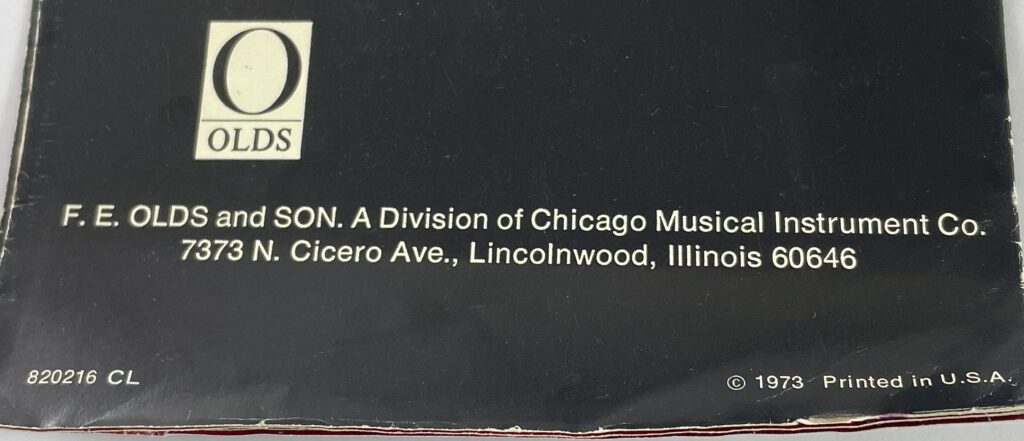 O
OLDS
F. E. OLDS and SON. A Division of Chicago Musical Instrument Co.
7373 N. Cicero Ave., Lincolnwood, Illinois 60646
820216 CL
© 1973 Printed in U.S.A.